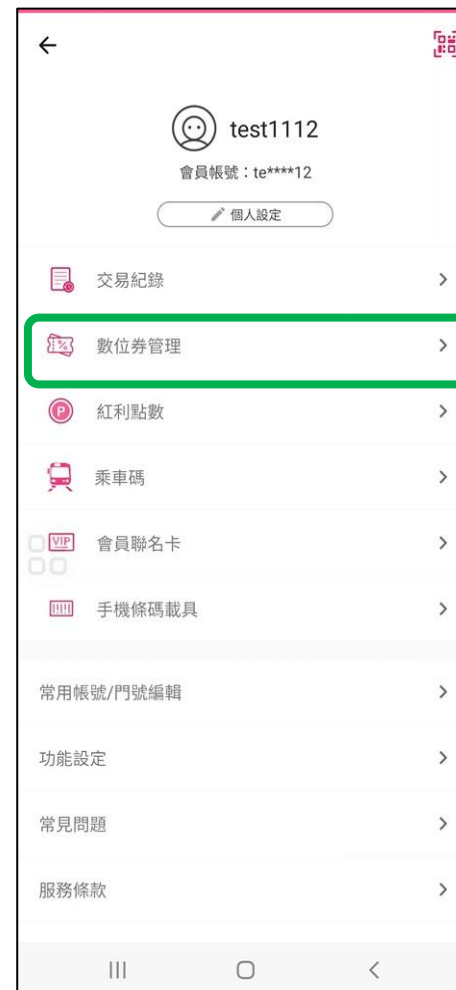 test1112
會員帳號：te****12
個人設定
交易紀錄
數位券管理
紅利點數
乘車碼
VIP 會員聯名卡
手機條碼載具
常用帳號/門號編輯
功能設定
常見問題
服務條款